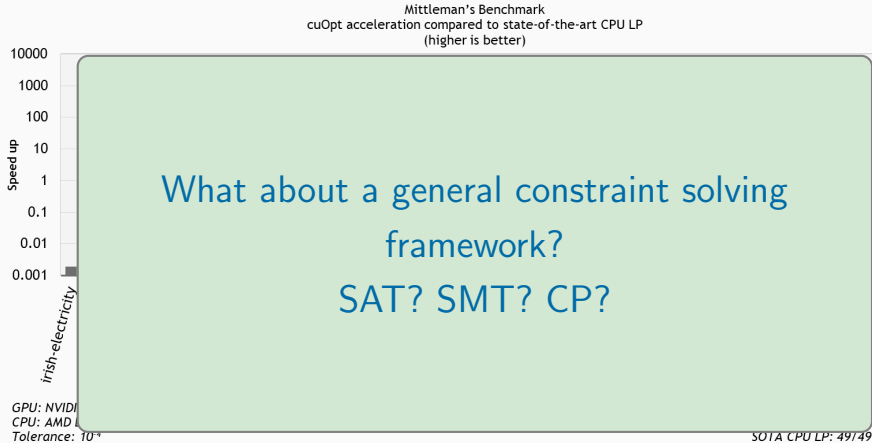 Mittleman's Benchmark
cuOpt acceleration compared to state-of-the-art CPU LP
(higher is better)
10000
1000
100
10
1
0.1
0.01
0.001
Speed up
What about a general constraint solving
framework?
SAT? SMT? CP?
irish-electricity
GPU: NVIDI
CPU: AMD
Tolerance: 10⁻⁴
SOTA CPU LP: 49/49